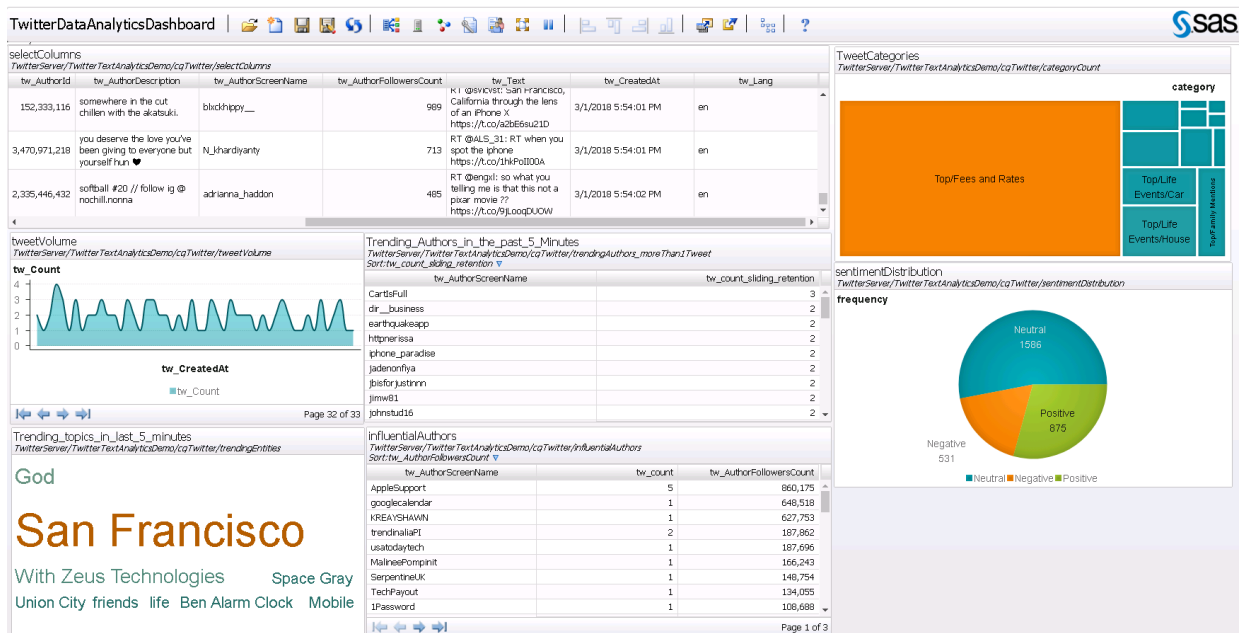 TwitterDataAnalyticsDashboard
?
sas
selectColumns
TwitterServer/TwitterTextAnalyticsDemo/cqTwitter/selectColumns
tw_AuthorId tw_AuthorDescription tw_AuthorScreenName tw_AuthorFollowersCount tw_Text tw_CreatedAt tw_Lang
152,333,116 somewhere in the cut chillen with the akatsuki. blxckhippy__ 989 RT @svicvst: San Francisco, California through the lens of an iPhone X https://t.co/a2bE6su21D 3/1/2018 5:54:01 PM en
3,470,971,218 you deserve the love you've been giving to everyone but yourself hun ♥ N_khardiyanty 713 RT @ALS_31: RT when you spot the iphone https://t.co/1hkPoII00A 3/1/2018 5:54:01 PM en
2,335,446,432 softball #20 // follow ig @ nochill.nonna adrianna_haddon 485 RT @engxl: so what you telling me is that this not a pixar movie ?? https://t.co/9jLooqDUOW 3/1/2018 5:54:02 PM en
TweetCategories
TwitterServer/TwitterTextAnalyticsDemo/cqTwitter/categoryCount
category
Top/Fees and Rates
Top/Life
Events/Car
Top/Life
Events/House
Top/Family Mentions
tweetVolume
TwitterServer/TwitterTextAnalyticsDemo/cqTwitter/tweetVolume
tw_Count
4
3
2
1
0
tw_CreatedAt
tw_Count
Page 32 of 33
Trending_Authors_in_the_past_5_Minutes
TwitterServer/TwitterTextAnalyticsDemo/cqTwitter/trendingAuthors_moreThan1Tweet
Sort:tw_count_sliding_retention
tw_AuthorScreenName tw_count_sliding_retention
CartIsFull 3
dir__business 2
earthquakeapp 2
httpnerissa 2
iphone_paradise 2
jadenonfiya 2
jbisforjustinnn 2
jimw81 2
johnstud16 2
sentimentDistribution
TwitterServer/TwitterTextAnalyticsDemo/cqTwitter/sentimentDistribution
frequency
Neutral
1586
Positive
875
Negative
531
Neutral Negative Positive
Trending_topics_in_last_5_minutes
TwitterServer/TwitterTextAnalyticsDemo/cqTwitter/trendingEntities
God
San Francisco
With Zeus Technologies Space Gray
Union City friends life Ben Alarm Clock Mobile
influentialAuthors
TwitterServer/TwitterTextAnalyticsDemo/cqTwitter/influentialAuthors
Sort:tw_AuthorFollowersCount
tw_AuthorScreenName tw_count tw_AuthorFollowersCount
AppleSupport 5 860,175
googlecalendar 1 648,518
KREAYSHAWN 1 627,753
trendinaliaPI 2 187,862
usatodaytech 1 187,696
MalineePompinit 1 166,243
SerpentineUK 1 148,754
TechPayout 1 134,055
1Password 1 108,688
Page 1 of 3